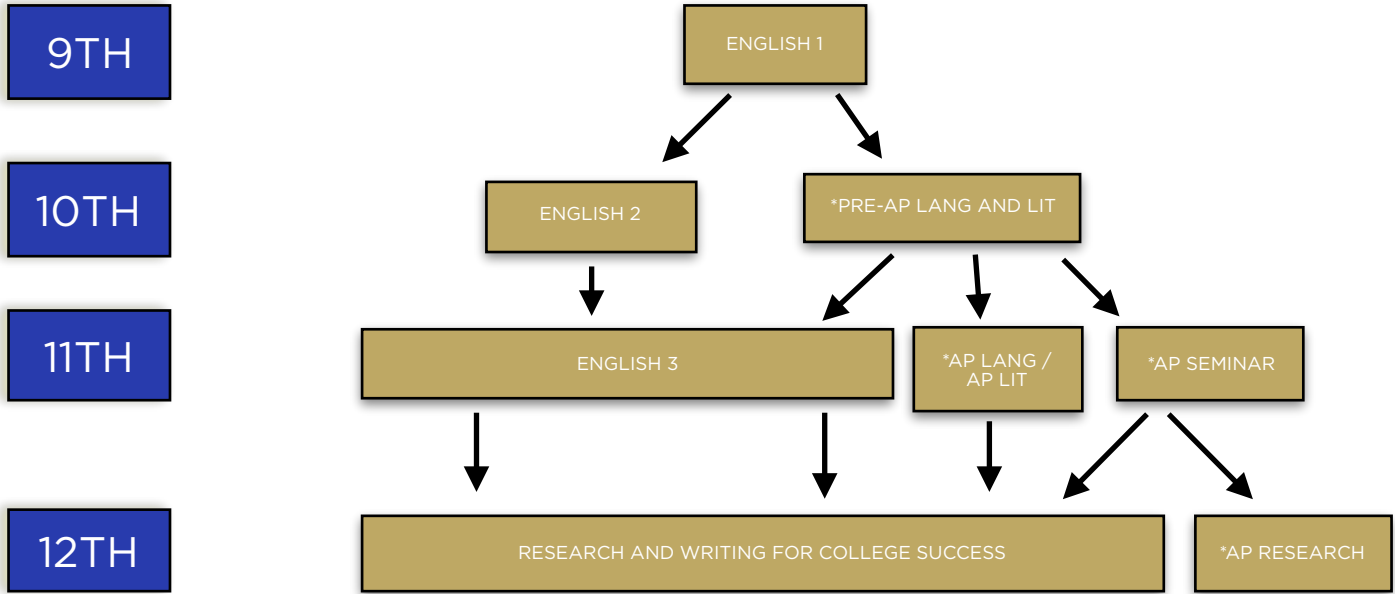 9TH
ENGLISH 1
10TH
ENGLISH 2
*PRE-AP LANG AND LIT
11TH
ENGLISH 3
*AP LANG /
AP LIT
*AP SEMINAR
12TH
RESEARCH AND WRITING FOR COLLEGE SUCCESS
*AP RESEARCH